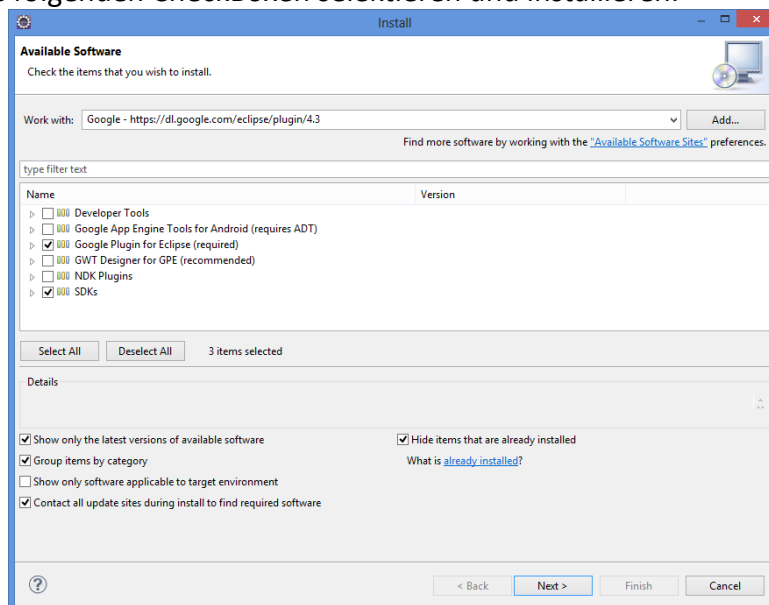 folgenden Checkboxen selektieren und installieren.
Install
Available Software
Check the items that you wish to install.
Work with: Google - https://dl.google.com/eclipse/plugin/4.3 Add...
Find more software by working with the "Available Software Sites" preferences.
type filter text
Name Version
Developer Tools
Google App Engine Tools for Android (requires ADT)
Google Plugin for Eclipse (required)
GWT Designer for GPE (recommended)
NDK Plugins
SDKs
Select All Deselect All 3 items selected
Details
Show only the latest versions of available software Hide items that are already installed
Group items by category What is already installed?
Show only software applicable to target environment
Contact all update sites during install to find required software
< Back Next > Finish Cancel